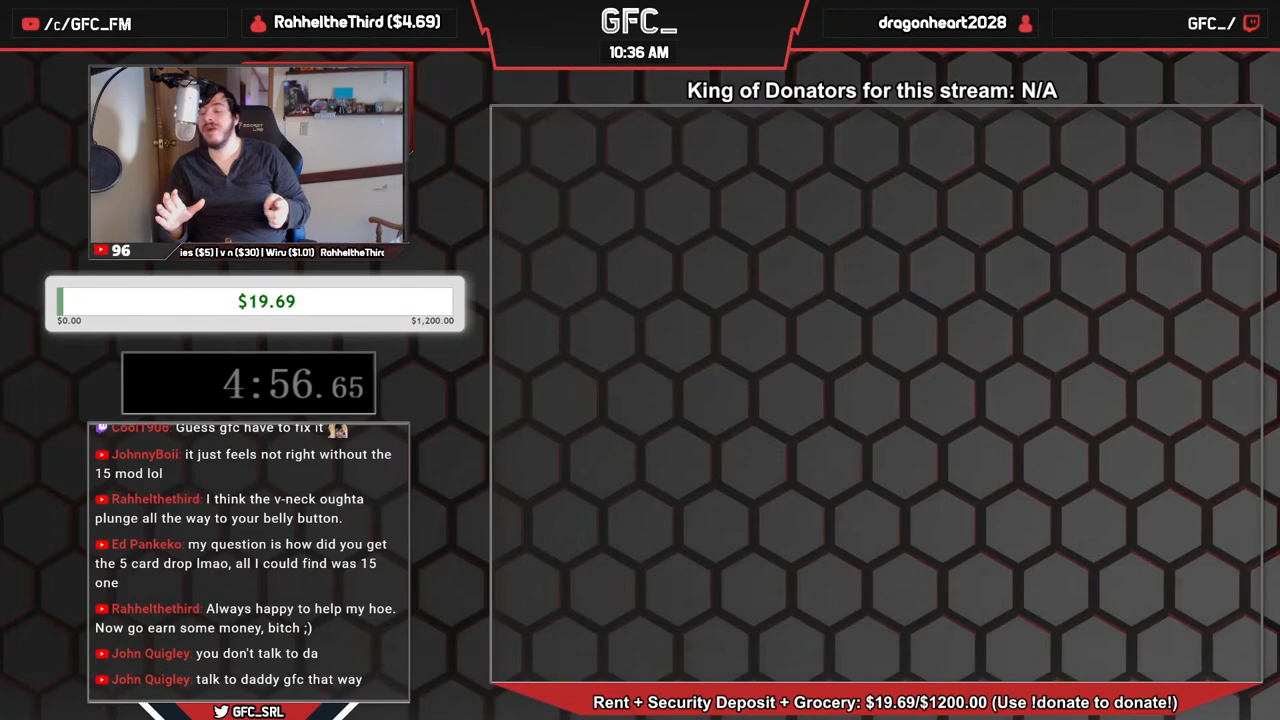 /c/GFC_FM
RahheltheThird ($4.69)
GFC_
10:36 AM
dragonheart2028
GFC_/
King of Donators for this stream: N/A
96
ies ($5) | v n ($30) | Wiru ($1.01) RahheltheThird
$19.69
$0.00
$1,200.00
4:56.65
Cool1906: Guess gfc have to fix it
JohnnyBoii: it just feels not right without the
15 mod lol
Rahhelthethird: I think the v-neck oughta
plunge all the way to your belly button.
Ed Pankeko: my question is how did you get
the 5 card drop lmao, all I could find was 15
one
Rahhelthethird: Always happy to help my hoe.
Now go earn some money, bitch ;)
John Quigley: you don't talk to da
John Quigley: talk to daddy gfc that way
GFC_SRL
Rent + Security Deposit + Grocery: $19.69/$1200.00 (Use !donate to donate!)